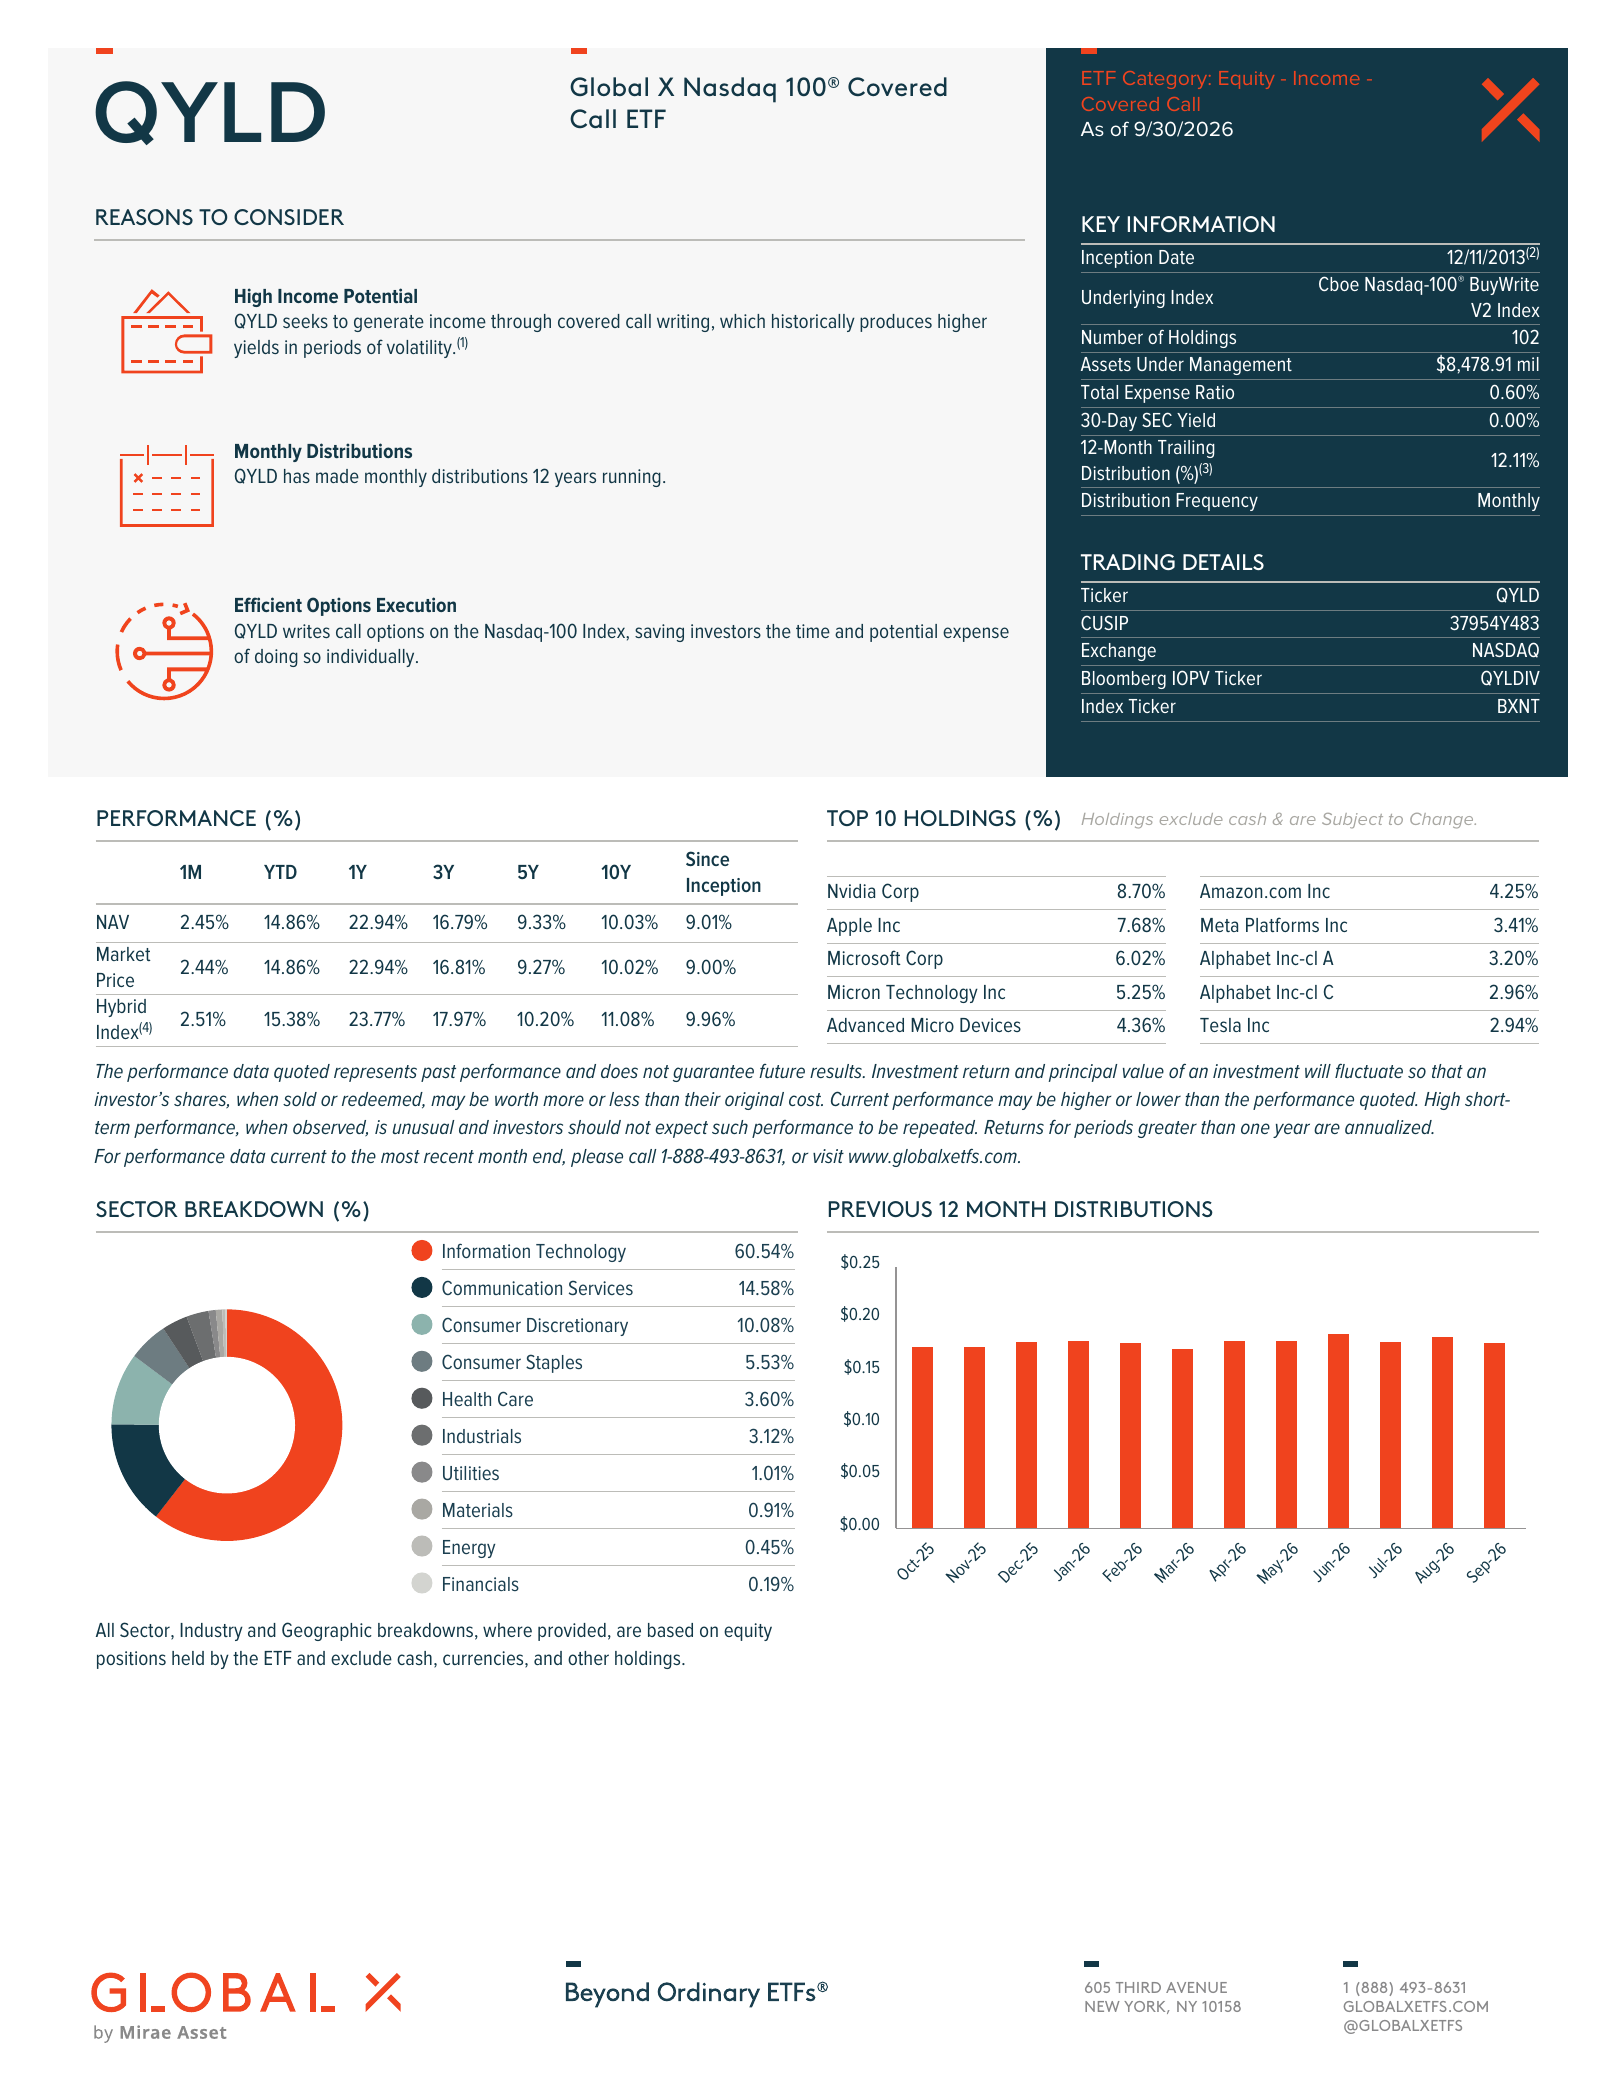 QYLD
Global X Nasdaq 100® Covered
Call ETF
ETF Category: Equity - Income -
Covered Call
As of 9/30/2026
REASONS TO CONSIDER
High Income Potential
QYLD seeks to generate income through covered call writing, which historically produces higher
yields in periods of volatility.(1)
Monthly Distributions
QYLD has made monthly distributions 12 years running.
Efficient Options Execution
QYLD writes call options on the Nasdaq-100 Index, saving investors the time and potential expense
of doing so individually.
KEY INFORMATION
Inception Date 12/11/2013(2)
Underlying Index Cboe Nasdaq-100® BuyWrite
V2 Index
Number of Holdings 102
Assets Under Management $8,478.91 mil
Total Expense Ratio 0.60%
30-Day SEC Yield 0.00%
12-Month Trailing
Distribution (%)(3) 12.11%
Distribution Frequency Monthly
TRADING DETAILS
Ticker QYLD
CUSIP 37954Y483
Exchange NASDAQ
Bloomberg IOPV Ticker QYLDIV
Index Ticker BXNT
PERFORMANCE (%)
1M YTD 1Y 3Y 5Y 10Y Since
Inception
NAV 2.45% 14.86% 22.94% 16.79% 9.33% 10.03% 9.01%
Market
Price 2.44% 14.86% 22.94% 16.81% 9.27% 10.02% 9.00%
Hybrid
Index(4) 2.51% 15.38% 23.77% 17.97% 10.20% 11.08% 9.96%
TOP 10 HOLDINGS (%) Holdings exclude cash & are Subject to Change.
Nvidia Corp 8.70% Amazon.com Inc 4.25%
Apple Inc 7.68% Meta Platforms Inc 3.41%
Microsoft Corp 6.02% Alphabet Inc-cl A 3.20%
Micron Technology Inc 5.25% Alphabet Inc-cl C 2.96%
Advanced Micro Devices 4.36% Tesla Inc 2.94%
The performance data quoted represents past performance and does not guarantee future results. Investment return and principal value of an investment will fluctuate so that an
investor's shares, when sold or redeemed, may be worth more or less than their original cost. Current performance may be higher or lower than the performance quoted. High short-
term performance, when observed, is unusual and investors should not expect such performance to be repeated. Returns for periods greater than one year are annualized.
For performance data current to the most recent month end, please call 1-888-493-8631, or visit www.globalxetfs.com.
SECTOR BREAKDOWN (%)
Information Technology 60.54%
Communication Services 14.58%
Consumer Discretionary 10.08%
Consumer Staples 5.53%
Health Care 3.60%
Industrials 3.12%
Utilities 1.01%
Materials 0.91%
Energy 0.45%
Financials 0.19%
All Sector, Industry and Geographic breakdowns, where provided, are based on equity
positions held by the ETF and exclude cash, currencies, and other holdings.
PREVIOUS 12 MONTH DISTRIBUTIONS
$0.25
$0.20
$0.15
$0.10
$0.05
$0.00
Oct-25 Nov-25 Dec-25 Jan-26 Feb-26 Mar-26 Apr-26 May-26 Jun-26 Jul-26 Aug-26 Sep-26
GLOBAL X
by Mirae Asset
Beyond Ordinary ETFs®
605 THIRD AVENUE
NEW YORK, NY 10158
1 (888) 493-8631
GLOBALXETFS.COM
@GLOBALXETFS